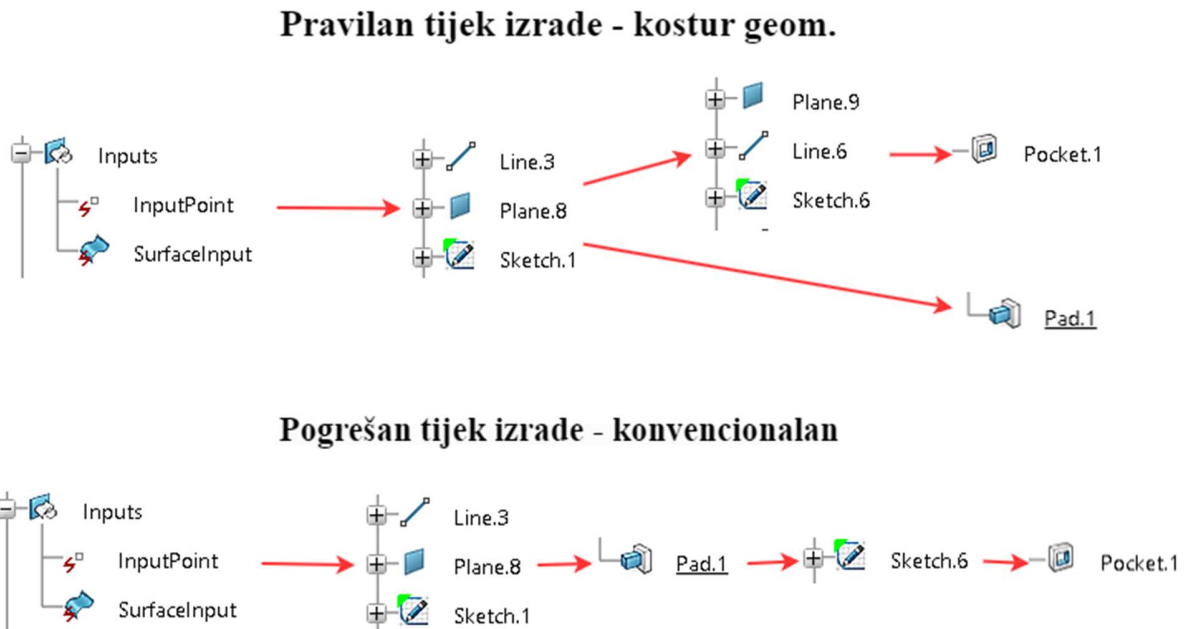 Pravilan tijek izrade - kostur geom.
Inputs
InputPoint
SurfaceInput
Line.3
Plane.8
Sketch.1
Plane.9
Line.6
Sketch.6
Pocket.1
Pad.1
Pogrešan tijek izrade - konvencionalan
Inputs
InputPoint
SurfaceInput
Line.3
Plane.8
Sketch.1
Pad.1
Sketch.6
Pocket.1